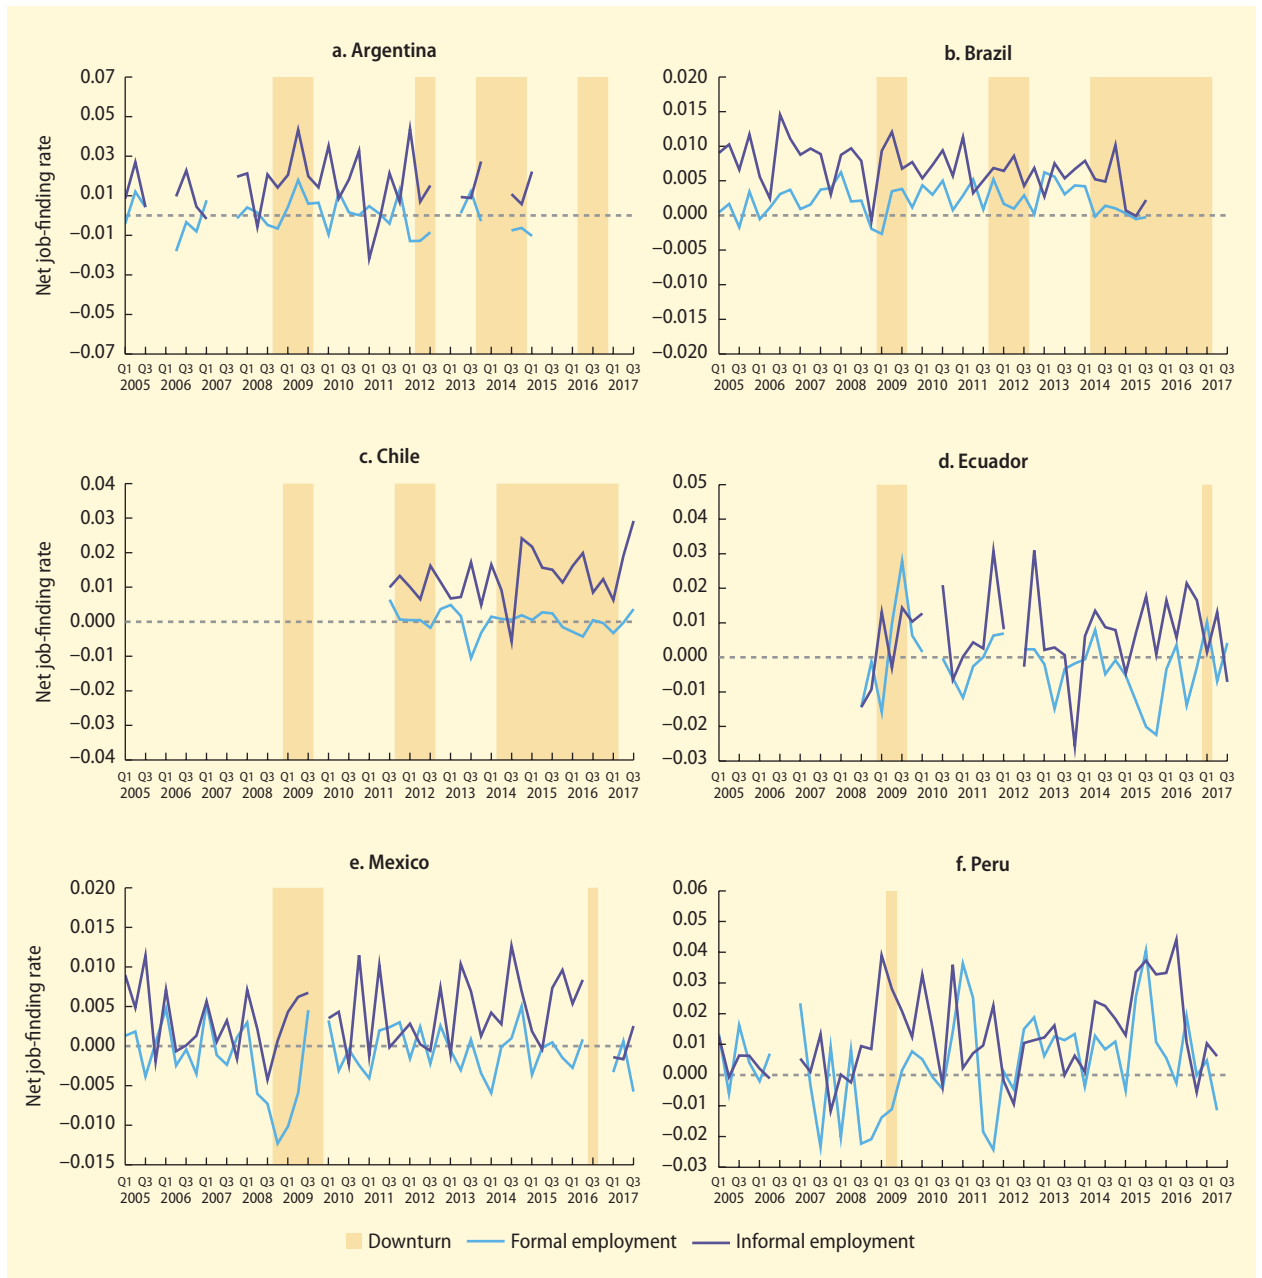 a. Argentina
Net job-finding rate
0.07
0.05
0.03
0.01
−0.01
−0.03
−0.05
−0.07
Q1 Q3 Q1 Q3 Q1 Q3 Q1 Q3 Q1 Q3 Q1 Q3 Q1 Q3 Q1 Q3 Q1 Q3 Q1 Q3 Q1 Q3 Q1 Q3 Q1 Q3
2005 2006 2007 2008 2009 2010 2011 2012 2013 2014 2015 2016 2017
b. Brazil
0.020
0.015
0.010
0.005
0.000
−0.005
−0.010
−0.015
−0.020
Q1 Q3 Q1 Q3 Q1 Q3 Q1 Q3 Q1 Q3 Q1 Q3 Q1 Q3 Q1 Q3 Q1 Q3 Q1 Q3 Q1 Q3 Q1 Q3 Q1 Q3
2005 2006 2007 2008 2009 2010 2011 2012 2013 2014 2015 2016 2017
c. Chile
Net job-finding rate
0.04
0.03
0.02
0.01
0.000
−0.01
−0.02
−0.03
−0.04
Q1 Q3 Q1 Q3 Q1 Q3 Q1 Q3 Q1 Q3 Q1 Q3 Q1 Q3 Q1 Q3 Q1 Q3 Q1 Q3 Q1 Q3 Q1 Q3 Q1 Q3
2005 2006 2007 2008 2009 2010 2011 2012 2013 2014 2015 2016 2017
d. Ecuador
0.05
0.04
0.03
0.02
0.01
0.000
−0.01
−0.02
−0.03
Q1 Q3 Q1 Q3 Q1 Q3 Q1 Q3 Q1 Q3 Q1 Q3 Q1 Q3 Q1 Q3 Q1 Q3 Q1 Q3 Q1 Q3 Q1 Q3 Q1 Q3
2005 2006 2007 2008 2009 2010 2011 2012 2013 2014 2015 2016 2017
e. Mexico
Net job-finding rate
0.020
0.015
0.010
0.005
0.000
−0.005
−0.010
−0.015
Q1 Q3 Q1 Q3 Q1 Q3 Q1 Q3 Q1 Q3 Q1 Q3 Q1 Q3 Q1 Q3 Q1 Q3 Q1 Q3 Q1 Q3 Q1 Q3 Q1 Q3
2005 2006 2007 2008 2009 2010 2011 2012 2013 2014 2015 2016 2017
f. Peru
0.06
0.05
0.04
0.03
0.02
0.01
0.000
−0.01
−0.02
−0.03
Q1 Q3 Q1 Q3 Q1 Q3 Q1 Q3 Q1 Q3 Q1 Q3 Q1 Q3 Q1 Q3 Q1 Q3 Q1 Q3 Q1 Q3 Q1 Q3 Q1 Q3
2005 2006 2007 2008 2009 2010 2011 2012 2013 2014 2015 2016 2017
Downturn Formal employment Informal employment